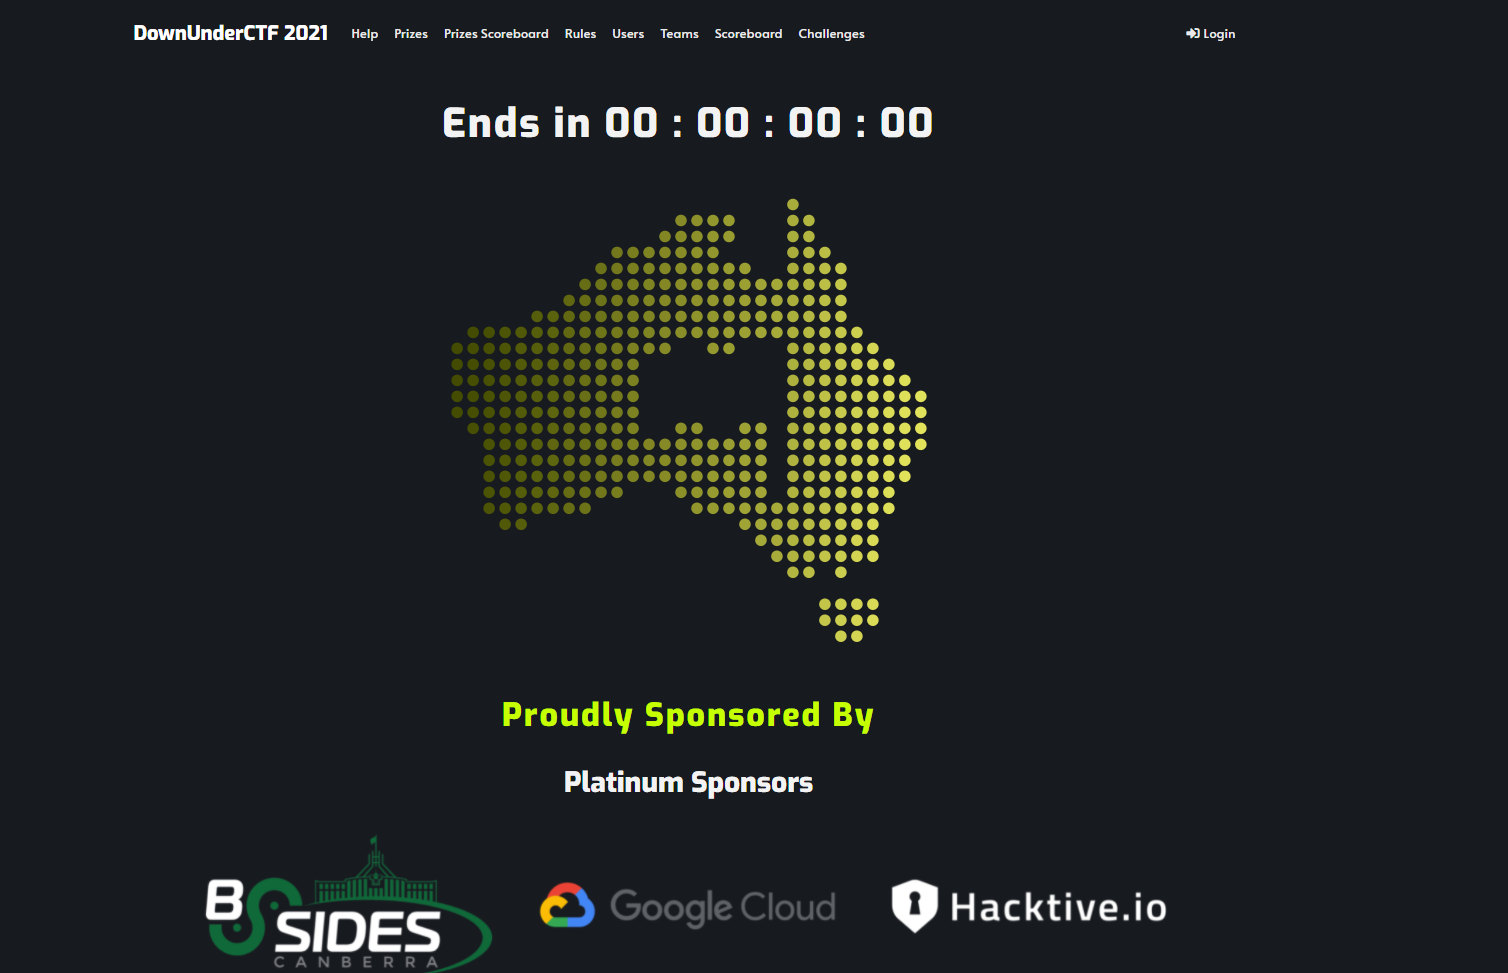 DownUnderCTF 2021 Help Prizes Prizes Scoreboard Rules Users Teams Scoreboard Challenges Login
Ends in 00 : 00 : 00 : 00
Proudly Sponsored By
Platinum Sponsors
BSIDES
CANBERRA
Google Cloud
Hacktive.io